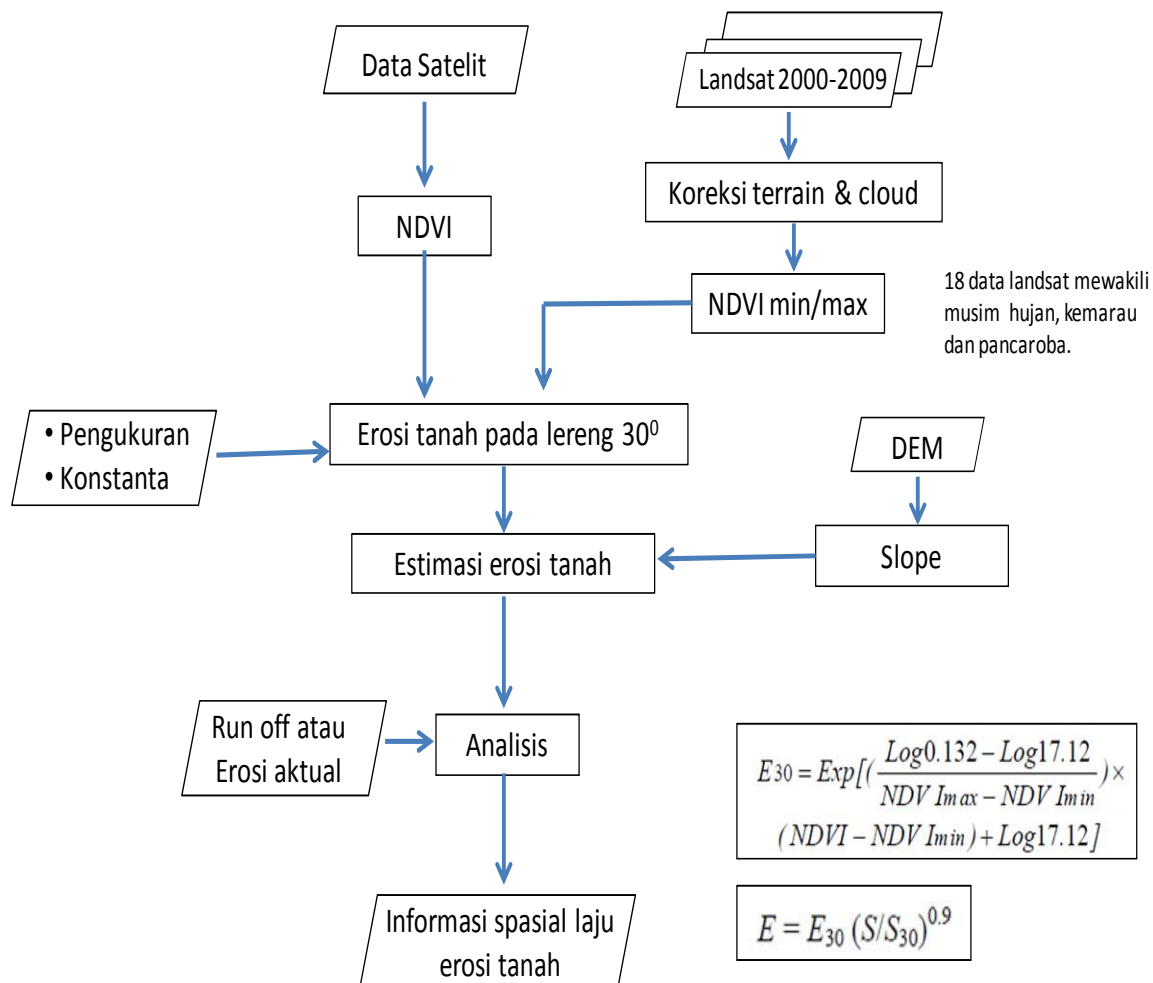 Data Satelit
Landsat 2000-2009
Koreksi terrain & cloud
NDVI
NDVI min/max
18 data landsat mewakili
musim hujan, kemarau
dan pancaroba.
• Pengukuran
• Konstanta
Erosi tanah pada lereng 30⁰
DEM
Estimasi erosi tanah
Slope
Run off atau
Erosi aktual
Analisis
E30 = Exp[((Log0.132 − Log17.12)/(NDVImax − NDVImin)) ×
(NDVI − NDVImin) + Log17.12]
Informasi spasial laju
erosi tanah
E = E₃₀ (S/S₃₀)^0.9